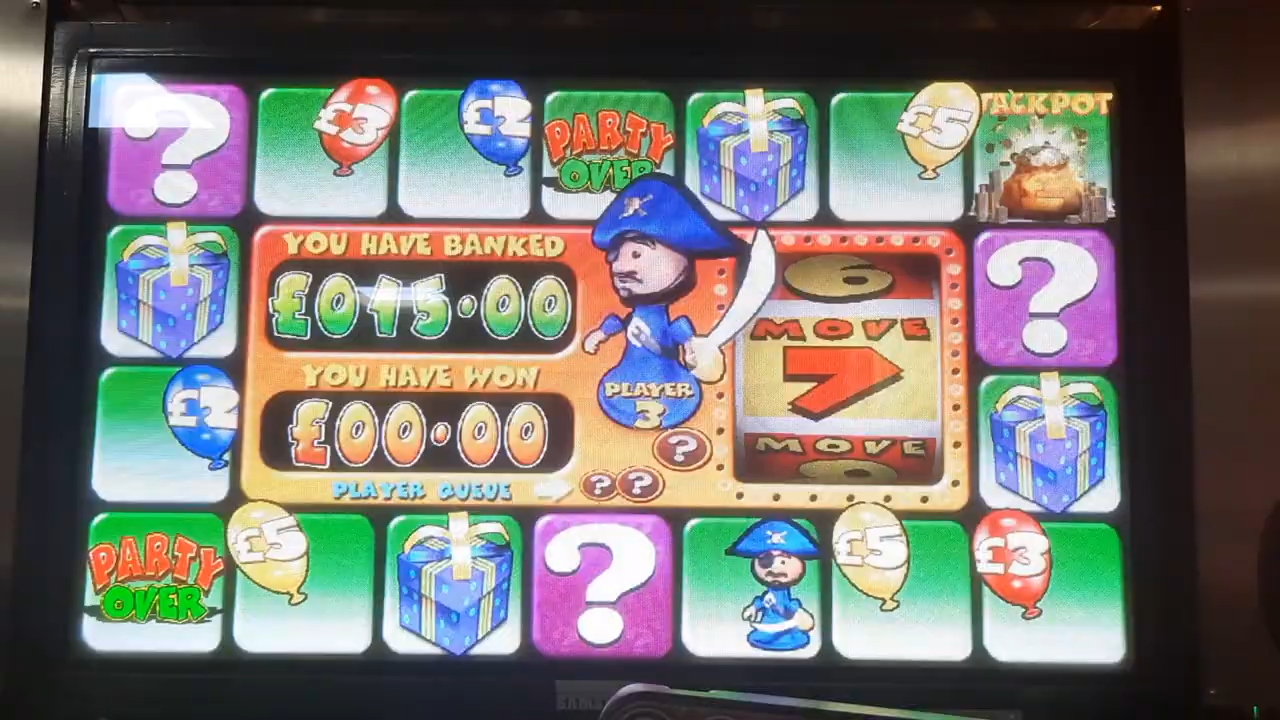 ?
£3
£2
PARTY
OVER
£5
JACKPOT
YOU HAVE BANKED
£015.00
6
?
MOVE
7
YOU HAVE WON
£00.00
£2
PLAYER
3
MOVE
?
PLAYER QUEUE
? ?
PARTY
OVER
£5
?
£5
£3